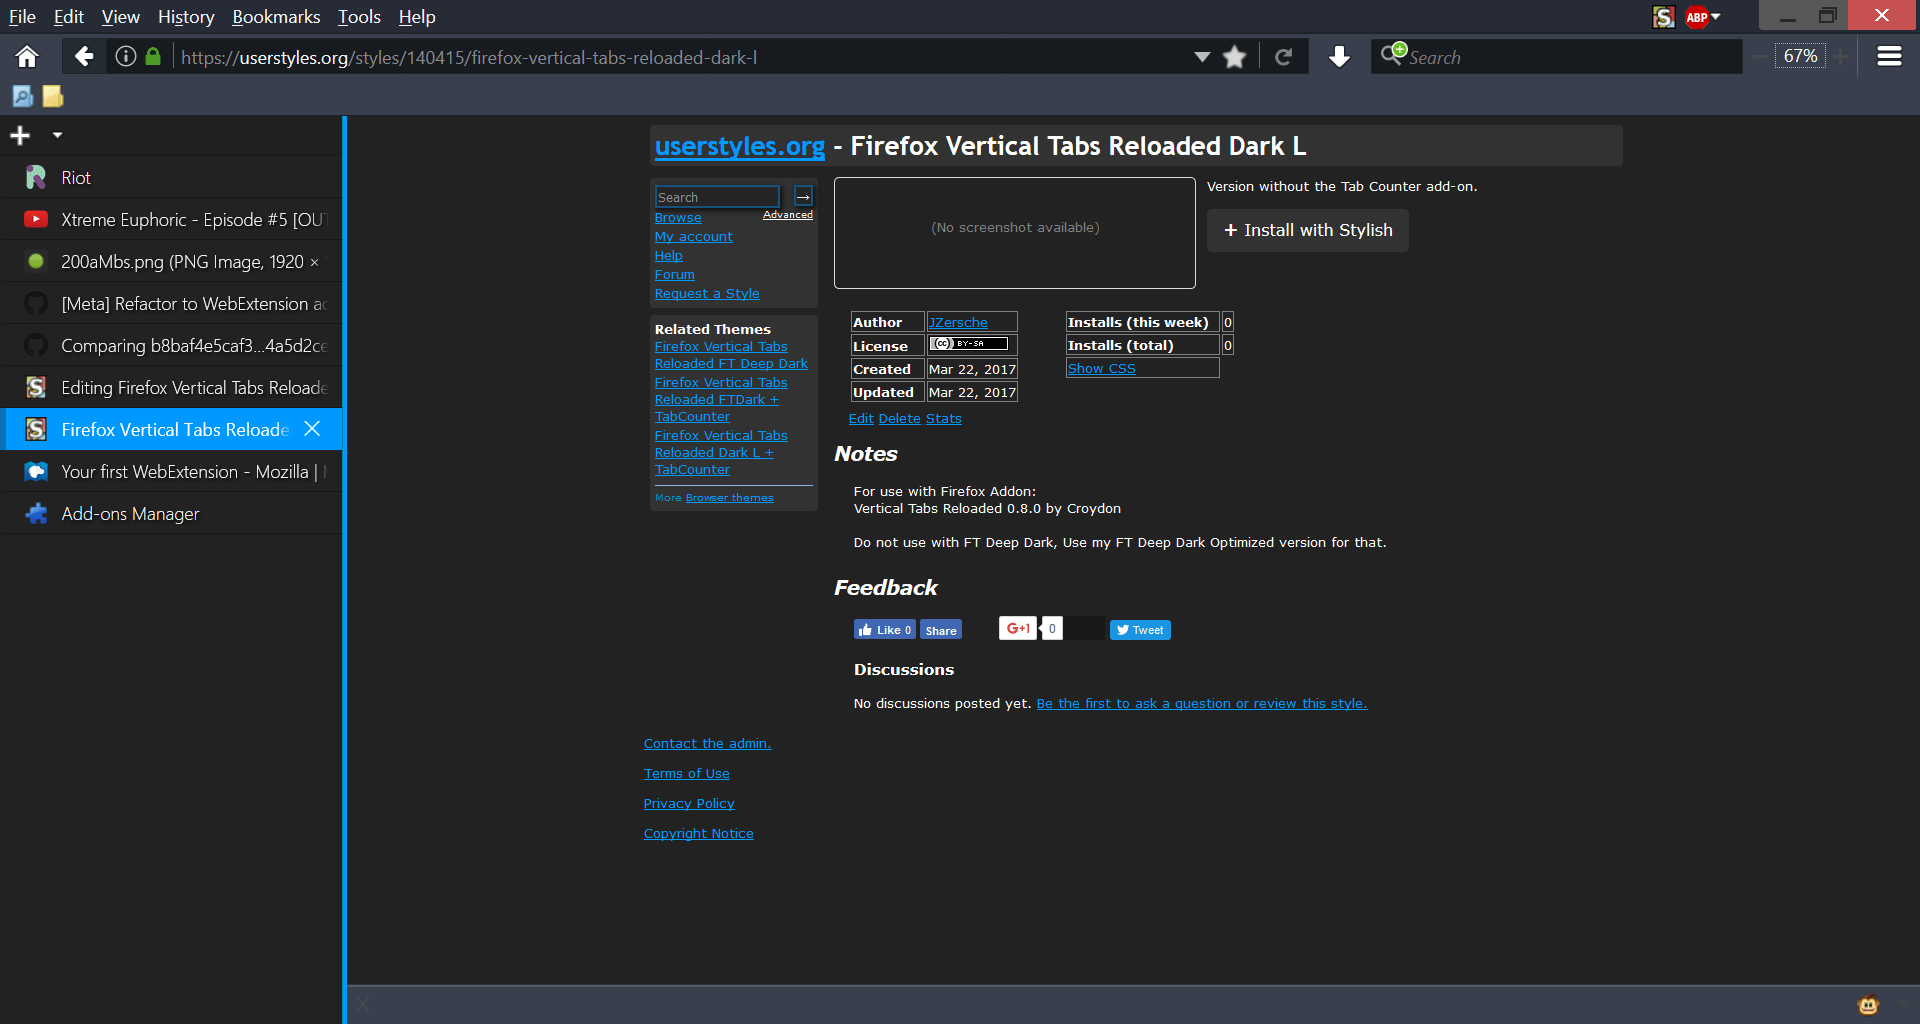 File Edit View History Bookmarks Tools Help
ABP
https://userstyles.org/styles/140415/firefox-vertical-tabs-reloaded-dark-l
Search
67%
Riot
Xtreme Euphoric - Episode #5 [OUT
200aMbs.png (PNG Image, 1920 ×
[Meta] Refactor to WebExtension ad
Comparing b8baf4e5caf3...4a5d2ce
Editing Firefox Vertical Tabs Reloade
Firefox Vertical Tabs Reloade
Your first WebExtension - Mozilla |
Add-ons Manager
userstyles.org - Firefox Vertical Tabs Reloaded Dark L
Search →
Advanced
Browse
My account
Help
Forum
Request a Style
Related Themes
Firefox Vertical Tabs
Reloaded FT Deep Dark
Firefox Vertical Tabs
Reloaded FTDark +
TabCounter
Firefox Vertical Tabs
Reloaded Dark L +
TabCounter
More Browser themes
(No screenshot available)
Version without the Tab Counter add-on.
+ Install with Stylish
Author JZersche
License (cc) BY-SA
Created Mar 22, 2017
Updated Mar 22, 2017
Installs (this week) 0
Installs (total) 0
Show CSS
Edit Delete Stats
Notes
For use with Firefox Addon:
Vertical Tabs Reloaded 0.8.0 by Croydon
Do not use with FT Deep Dark, Use my FT Deep Dark Optimized version for that.
Feedback
Like 0 Share G+1 0 Tweet
Discussions
No discussions posted yet. Be the first to ask a question or review this style.
Contact the admin.
Terms of Use
Privacy Policy
Copyright Notice